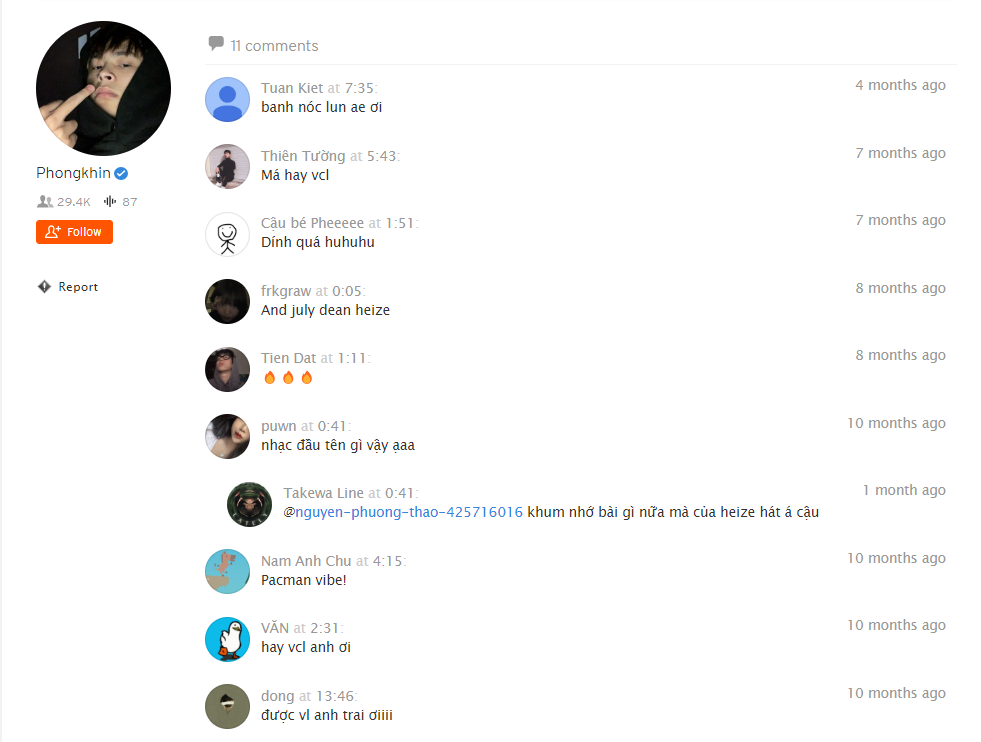 11 comments
Phongkhin
29.4K 87
Follow
Report
Tuan Kiet at 7:35: 4 months ago
banh nóc lun ae ơi
Thiên Tường at 5:43: 7 months ago
Má hay vcl
Cậu bé Pheeeee at 1:51: 7 months ago
Dính quá huhuhu
frkgraw at 0:05: 8 months ago
And july dean heize
Tien Dat at 1:11: 8 months ago
🔥 🔥 🔥
puwn at 0:41: 10 months ago
nhạc đầu tên gì vậy ạaa
Takewa Line at 0:41: 1 month ago
@nguyen-phuong-thao-425716016 khum nhớ bài gì nữa mà của heize hát á cậu
Nam Anh Chu at 4:15: 10 months ago
Pacman vibe!
VĂN at 2:31: 10 months ago
hay vcl anh ơi
dong at 13:46: 10 months ago
được vl anh trai ơiiii